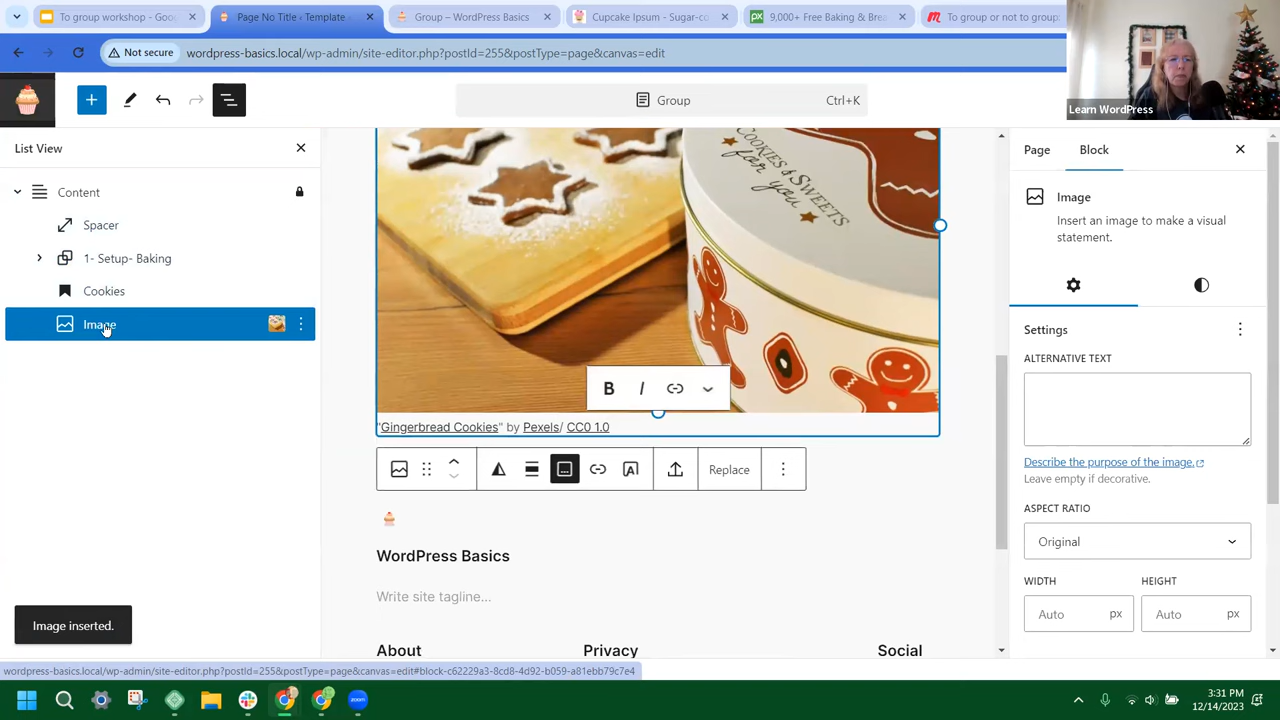 To group workshop - Goo
Page No Title · Template ·
Group – WordPress Basics
Cupcake Ipsum - Sugar-co
9,000+ Free Baking & Brea
To group or not to group:
Not secure
wordpress-basics.local/wp-admin/site-editor.php?postId=255&postType=page&canvas=edit
Learn WordPress
Group
Ctrl+K
List View
Content
Spacer
1- Setup- Baking
Cookies
Image
Image inserted.
COOKIES & SWEETS
for you
B I
"Gingerbread Cookies" by Pexels/ CC0 1.0
Replace
WordPress Basics
Write site tagline...
About
Privacy
Social
Page
Block
Image
Insert an image to make a visual
statement.
Settings
ALTERNATIVE TEXT
Describe the purpose of the image.
Leave empty if decorative.
ASPECT RATIO
Original
WIDTH
HEIGHT
Auto
px
Auto
px
wordpress-basics.local/wp-admin/site-editor.php?postId=255&postType=page&canvas=edit#block-c62229a3-8cd8-4d92-b059-a81ebb79c7e4
zoom
3:31 PM
12/14/2023